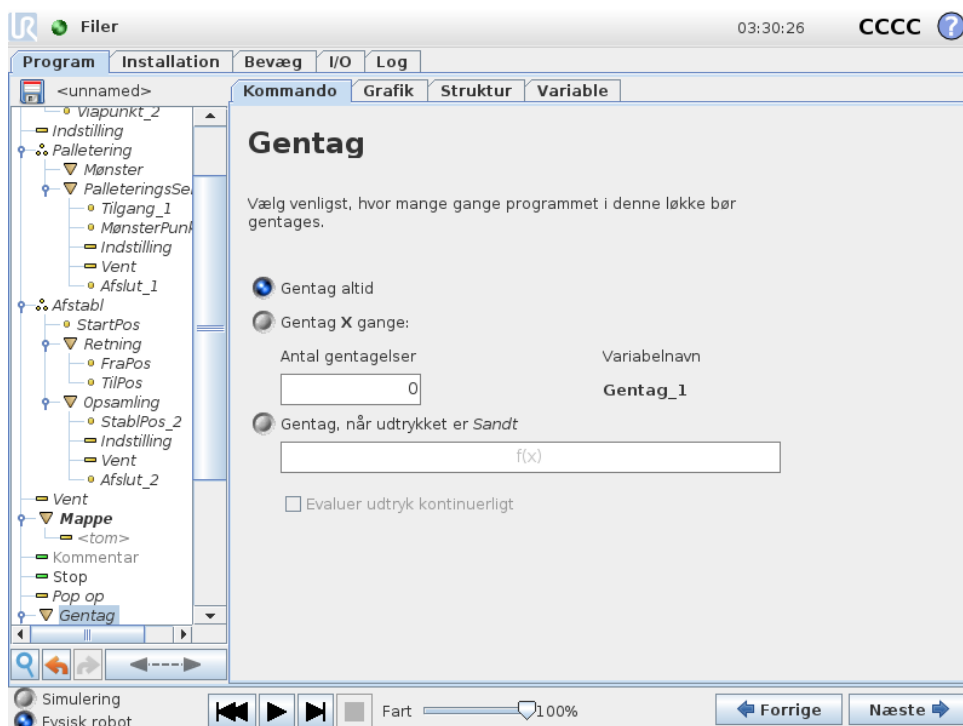 UR Filer 03:30:26 CCCC ?
Program Installation Bevæg I/O Log
<unnamed> Kommando Grafik Struktur Variable
Viapunkt_2
Indstilling
Palletering
Mønster
PalleteringsSe
Tilgang_1
MønsterPunk
Indstilling
Vent
Afslut_1
Afstabl
StartPos
Retning
FraPos
TilPos
Opsamling
StablPos_2
Indstilling
Vent
Afslut_2
Vent
Mappe
<tom>
Kommentar
Stop
Pop op
Gentag
Gentag
Vælg venligst, hvor mange gange programmet i denne løkke bør
gentages.
Gentag altid
Gentag X gange:
Antal gentagelser Variabelnavn
0 Gentag_1
Gentag, når udtrykket er Sandt
f(x)
Evaluer udtryk kontinuerligt
Simulering
Fysisk robot
Fart 100% Forrige Næste